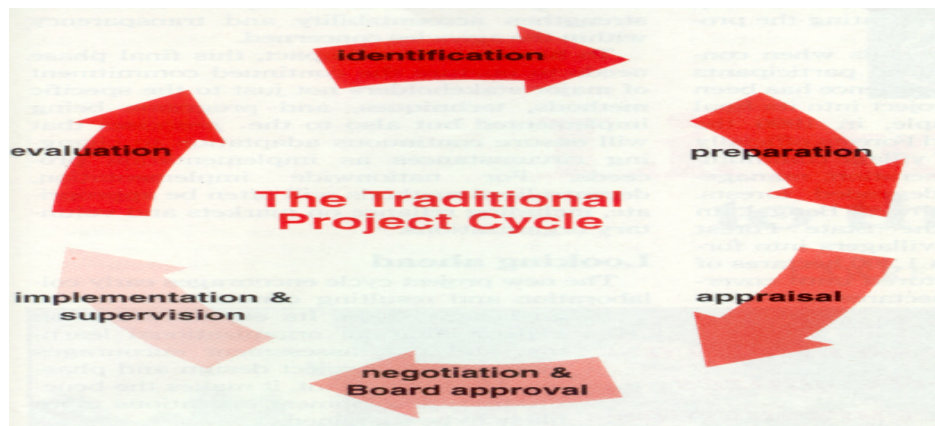 identification
preparation
appraisal
negotiation &
Board approval
implementation &
supervision
evaluation
The Traditional
Project Cycle